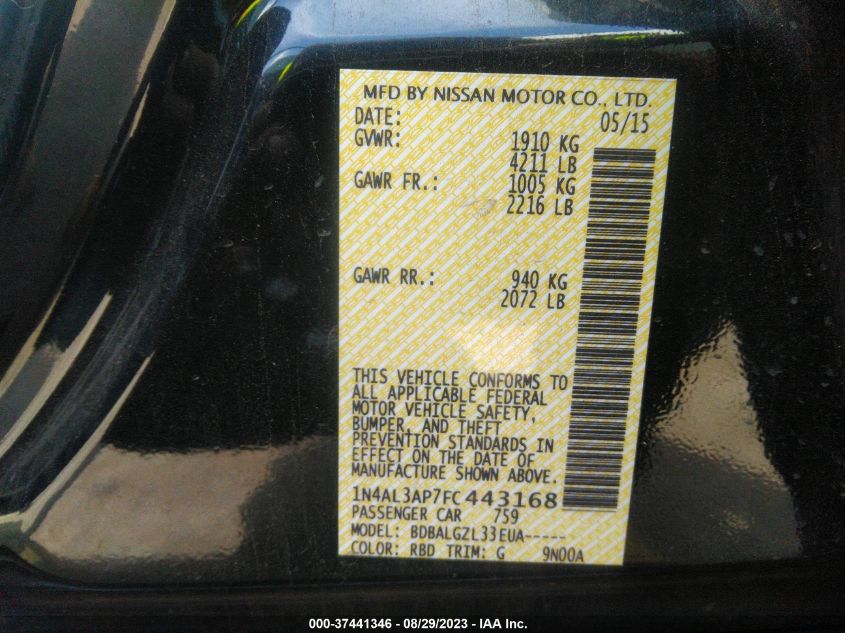 MFD BY NISSAN MOTOR CO., LTD.
DATE: 05/15
GVWR: 1910 KG
4211 LB
GAWR FR.: 1005 KG
2216 LB
GAWR RR.: 940 KG
2072 LB
THIS VEHICLE CONFORMS TO
ALL APPLICABLE FEDERAL
MOTOR VEHICLE SAFETY,
BUMPER, AND THEFT
PREVENTION STANDARDS IN
EFFECT ON THE DATE OF
MANUFACTURE SHOWN ABOVE.
1N4AL3AP7FC443168
PASSENGER CAR 759
MODEL: BDBALGZL33EUA-----
COLOR: RBD TRIM: G 9N00A
000-37441346 - 08/29/2023 - IAA Inc.